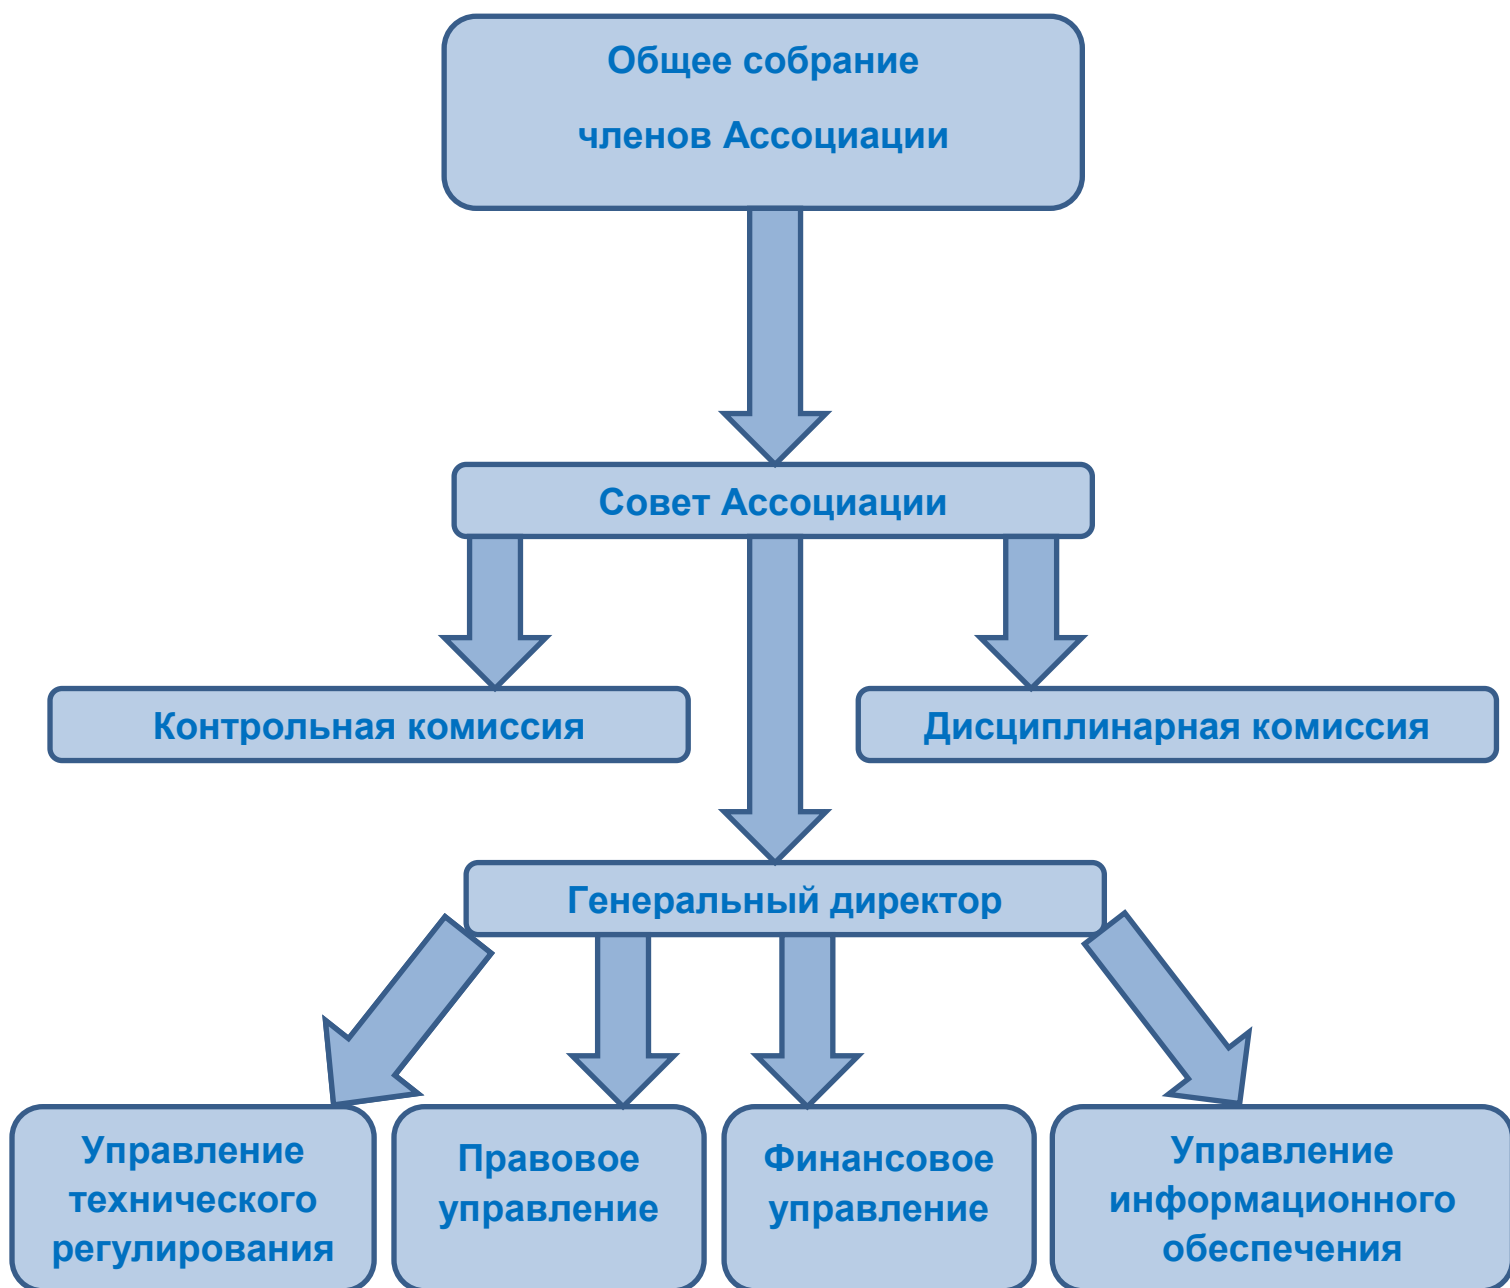 Общее собрание
членов Ассоциации
Совет Ассоциации
Контрольная комиссия
Дисциплинарная комиссия
Генеральный директор
Управление
технического
регулирования
Правовое
управление
Финансовое
управление
Управление
информационного
обеспечения